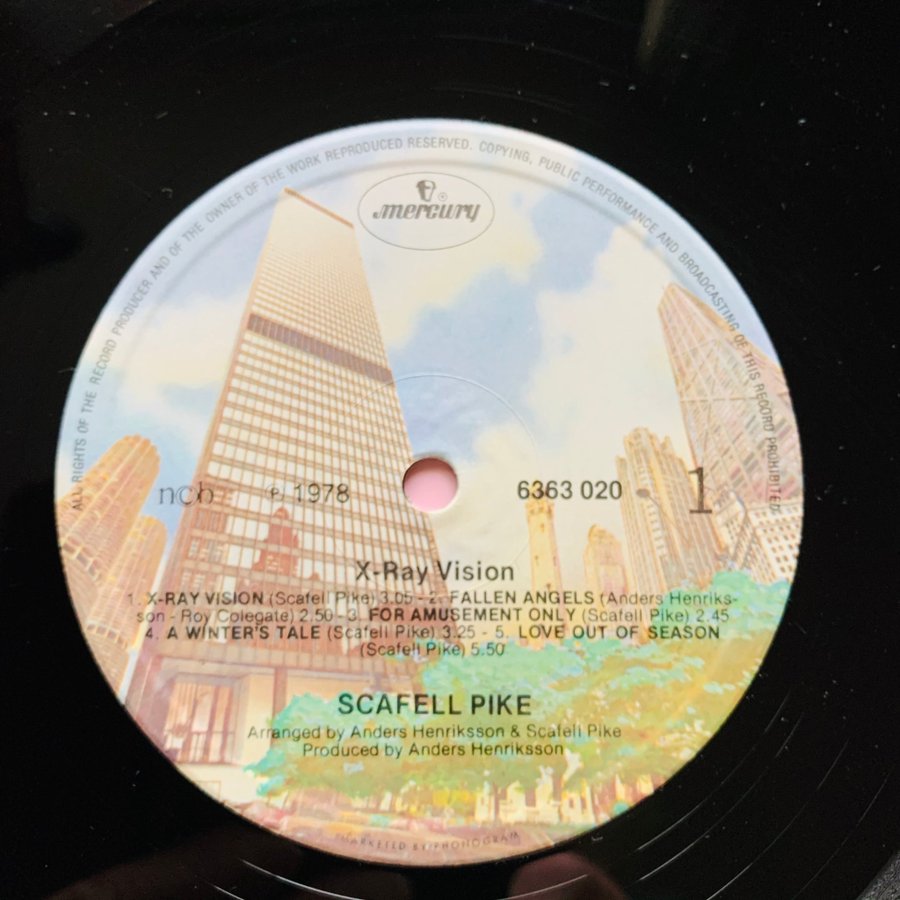 ALL RIGHTS OF THE RECORD PRODUCER AND OF THE OWNER OF THE WORK REPRODUCED RESERVED. COPYING, PUBLIC PERFORMANCE AND BROADCASTING OF THIS RECORD PROHIBITED
mercury ®
ncb ℗ 1978 6363 020 1
X-Ray Vision
1. X-RAY VISION (Scafell Pike) 3.05 - 2. FALLEN ANGELS (Anders Henriks-
son - Roy Colegate) 2.50 - 3. FOR AMUSEMENT ONLY (Scafell Pike) 2.45
4. A WINTER'S TALE (Scafell Pike) 3.25 - 5. LOVE OUT OF SEASON
(Scafell Pike) 5.50
SCAFELL PIKE
Arranged by Anders Henriksson & Scafell Pike
Produced by Anders Henriksson
MARKETED BY PHONOGRAM